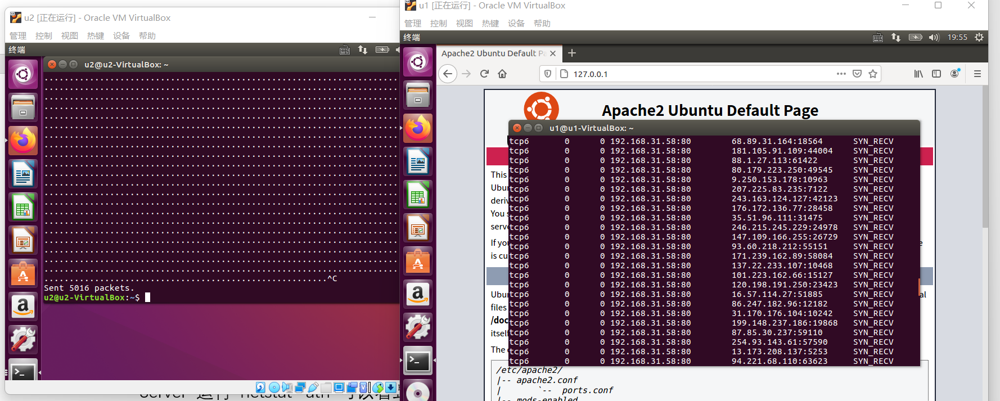 u2 [正在运行] - Oracle VM VirtualBox
管理 控制 视图 热键 设备 帮助
终端
u2@u2-VirtualBox: ~
^C
Sent 5016 packets.
u2@u2-VirtualBox:~$
u1 [正在运行] - Oracle VM VirtualBox
管理 控制 视图 热键 设备 帮助
终端 19:55
Apache2 Ubuntu Default Pa
127.0.0.1
Apache2 Ubuntu Default Page
u1@u1-VirtualBox: ~
tcp6 0 0 192.168.31.58:80 68.89.31.164:18564 SYN_RECV
tcp6 0 0 192.168.31.58:80 181.105.91.109:44004 SYN_RECV
tcp6 0 0 192.168.31.58:80 88.1.27.113:61422 SYN_RECV
tcp6 0 0 192.168.31.58:80 80.179.223.250:49545 SYN_RECV
tcp6 0 0 192.168.31.58:80 9.250.153.178:10963 SYN_RECV
tcp6 0 0 192.168.31.58:80 207.225.83.235:7122 SYN_RECV
tcp6 0 0 192.168.31.58:80 243.163.124.127:42123 SYN_RECV
tcp6 0 0 192.168.31.58:80 176.172.136.77:28458 SYN_RECV
tcp6 0 0 192.168.31.58:80 35.51.96.111:31475 SYN_RECV
tcp6 0 0 192.168.31.58:80 246.215.245.229:24978 SYN_RECV
tcp6 0 0 192.168.31.58:80 147.109.166.255:26729 SYN_RECV
tcp6 0 0 192.168.31.58:80 93.60.218.212:55151 SYN_RECV
tcp6 0 0 192.168.31.58:80 171.239.162.89:58084 SYN_RECV
tcp6 0 0 192.168.31.58:80 137.22.233.107:10468 SYN_RECV
tcp6 0 0 192.168.31.58:80 101.223.162.66:15127 SYN_RECV
tcp6 0 0 192.168.31.58:80 120.198.191.250:23423 SYN_RECV
tcp6 0 0 192.168.31.58:80 16.57.114.27:51885 SYN_RECV
tcp6 0 0 192.168.31.58:80 86.247.182.96:12182 SYN_RECV
tcp6 0 0 192.168.31.58:80 31.170.176.104:10242 SYN_RECV
tcp6 0 0 192.168.31.58:80 199.148.237.186:19868 SYN_RECV
tcp6 0 0 192.168.31.58:80 87.85.30.237:59110 SYN_RECV
tcp6 0 0 192.168.31.58:80 254.93.143.61:57590 SYN_RECV
tcp6 0 0 192.168.31.58:80 13.173.208.137:5253 SYN_RECV
tcp6 0 0 192.168.31.58:80 94.221.68.110:63623 SYN_RECV
This
Ubun
deriv
You s
serve
If you e
is cu
Ubun al
files
/doc
itself
The
/etc/apache2/
|-- apache2.conf
| `-- ports.conf
|-- mods-enabled